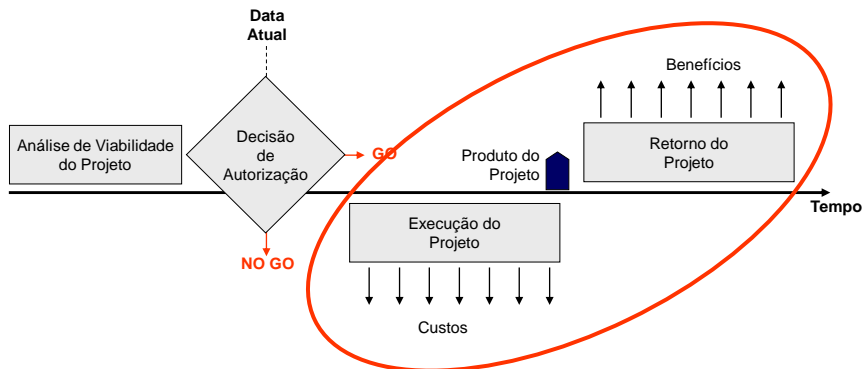 Data
Atual
Análise de Viabilidade
do Projeto
Decisão
de
Autorização
GO
NO GO
Produto do
Projeto
Benefícios
Retorno do
Projeto
Tempo
Execução do
Projeto
Custos